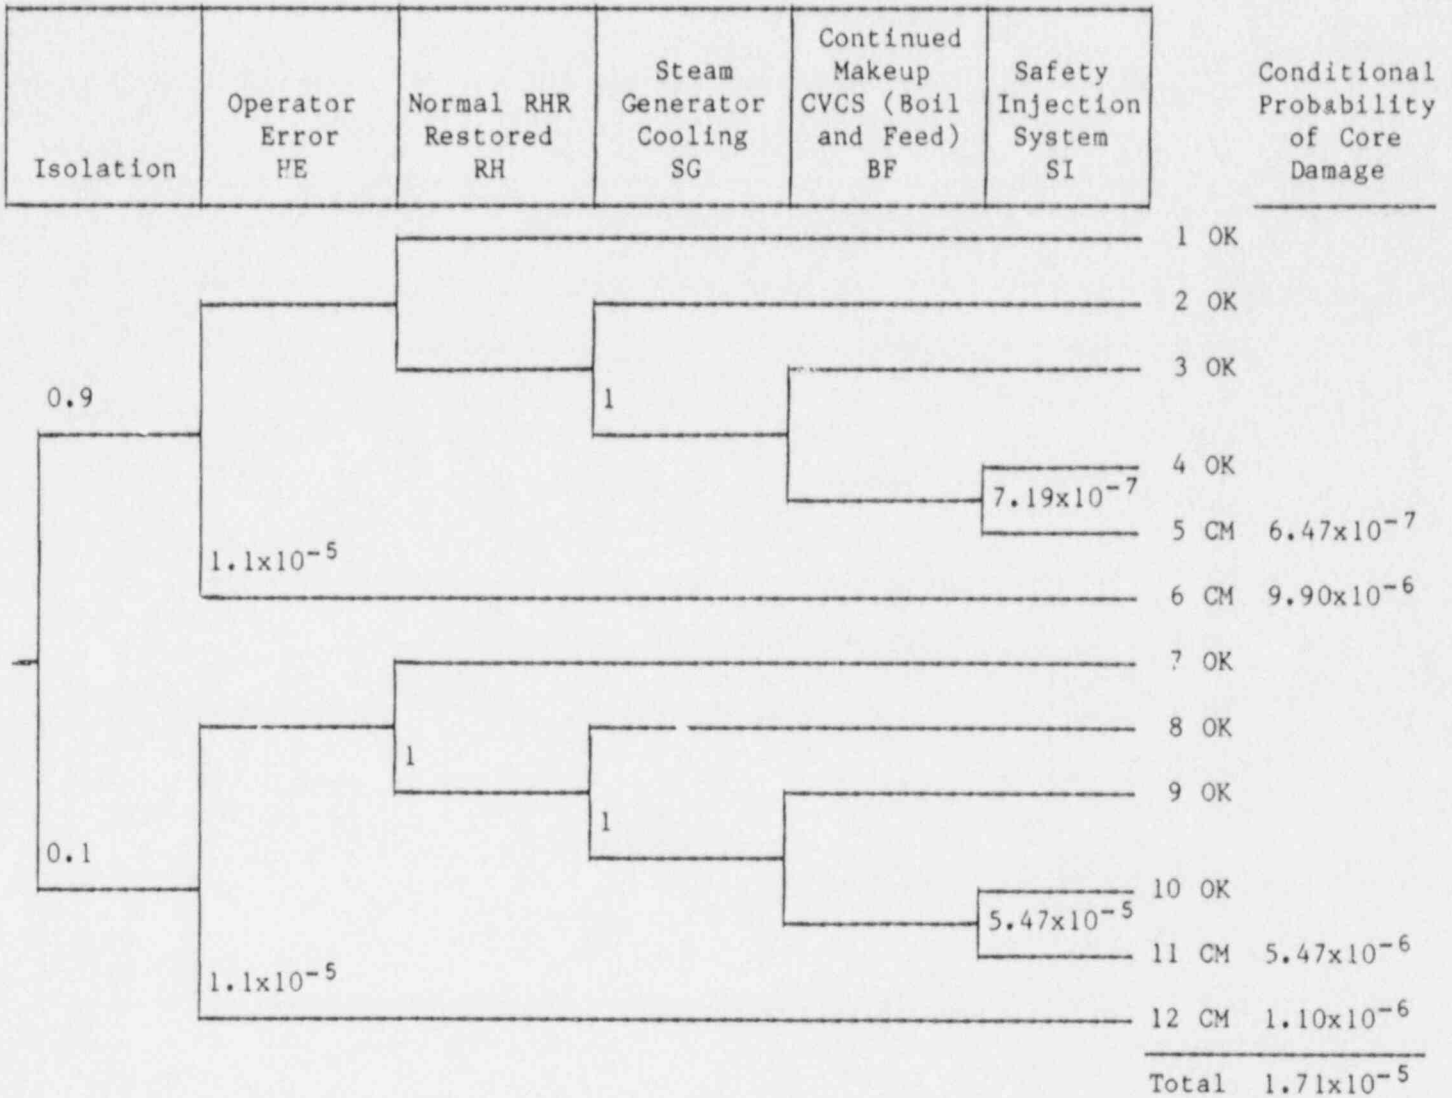 Isolation
Operator
Error
HE
Normal RHR
Restored
RH
Steam
Generator
Cooling
SG
Continued
Makeup
CVCS (Boil
and Feed)
BF
Safety
Injection
System
SI
Conditional
Probability
of Core
Damage
1 OK
2 OK
0.9
1
3 OK
4 OK
7.19x10⁻⁷
5 CM 6.47x10⁻⁷
1.1x10⁻⁵
6 CM 9.90x10⁻⁶
7 OK
8 OK
1
9 OK
1
0.1
10 OK
5.47x10⁻⁵
11 CM 5.47x10⁻⁶
1.1x10⁻⁵
12 CM 1.10x10⁻⁶
Total 1.71x10⁻⁵